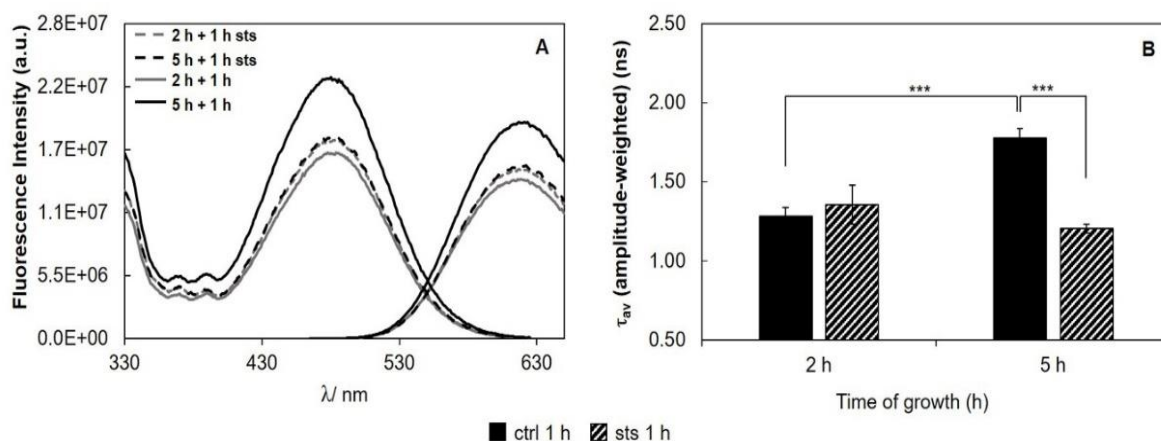 A
Fluorescence Intensity (a.u.)
2.8E+07
2.2E+07
1.7E+07
1.1E+07
5.5E+06
0.0E+00
2 h + 1 h sts
5 h + 1 h sts
2 h + 1 h
5 h + 1 h
330 430 530 630
λ/ nm
B
τav (amplitude-weighted) (ns)
2.50
2.00
1.50
1.00
0.50
*** ***
2 h 5 h
Time of growth (h)
ctrl 1 h sts 1 h